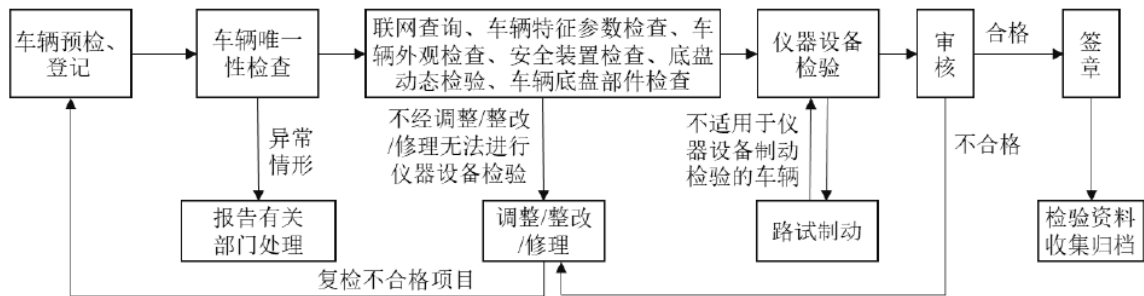 车辆预检、
登记
车辆唯一
性检查
联网查询、车辆特征参数检查、车
辆外观检查、安全装置检查、底盘
动态检验、车辆底盘部件检查
仪器设备
检验
审
核
合格
签
章
异常
情形
不经调整/整改
/修理无法进行
仪器设备检验
不适用于仪
器设备制动
检验的车辆
不合格
报告有关
部门处理
调整/整改
/修理
路试制动
检验资料
收集归档
复检不合格项目